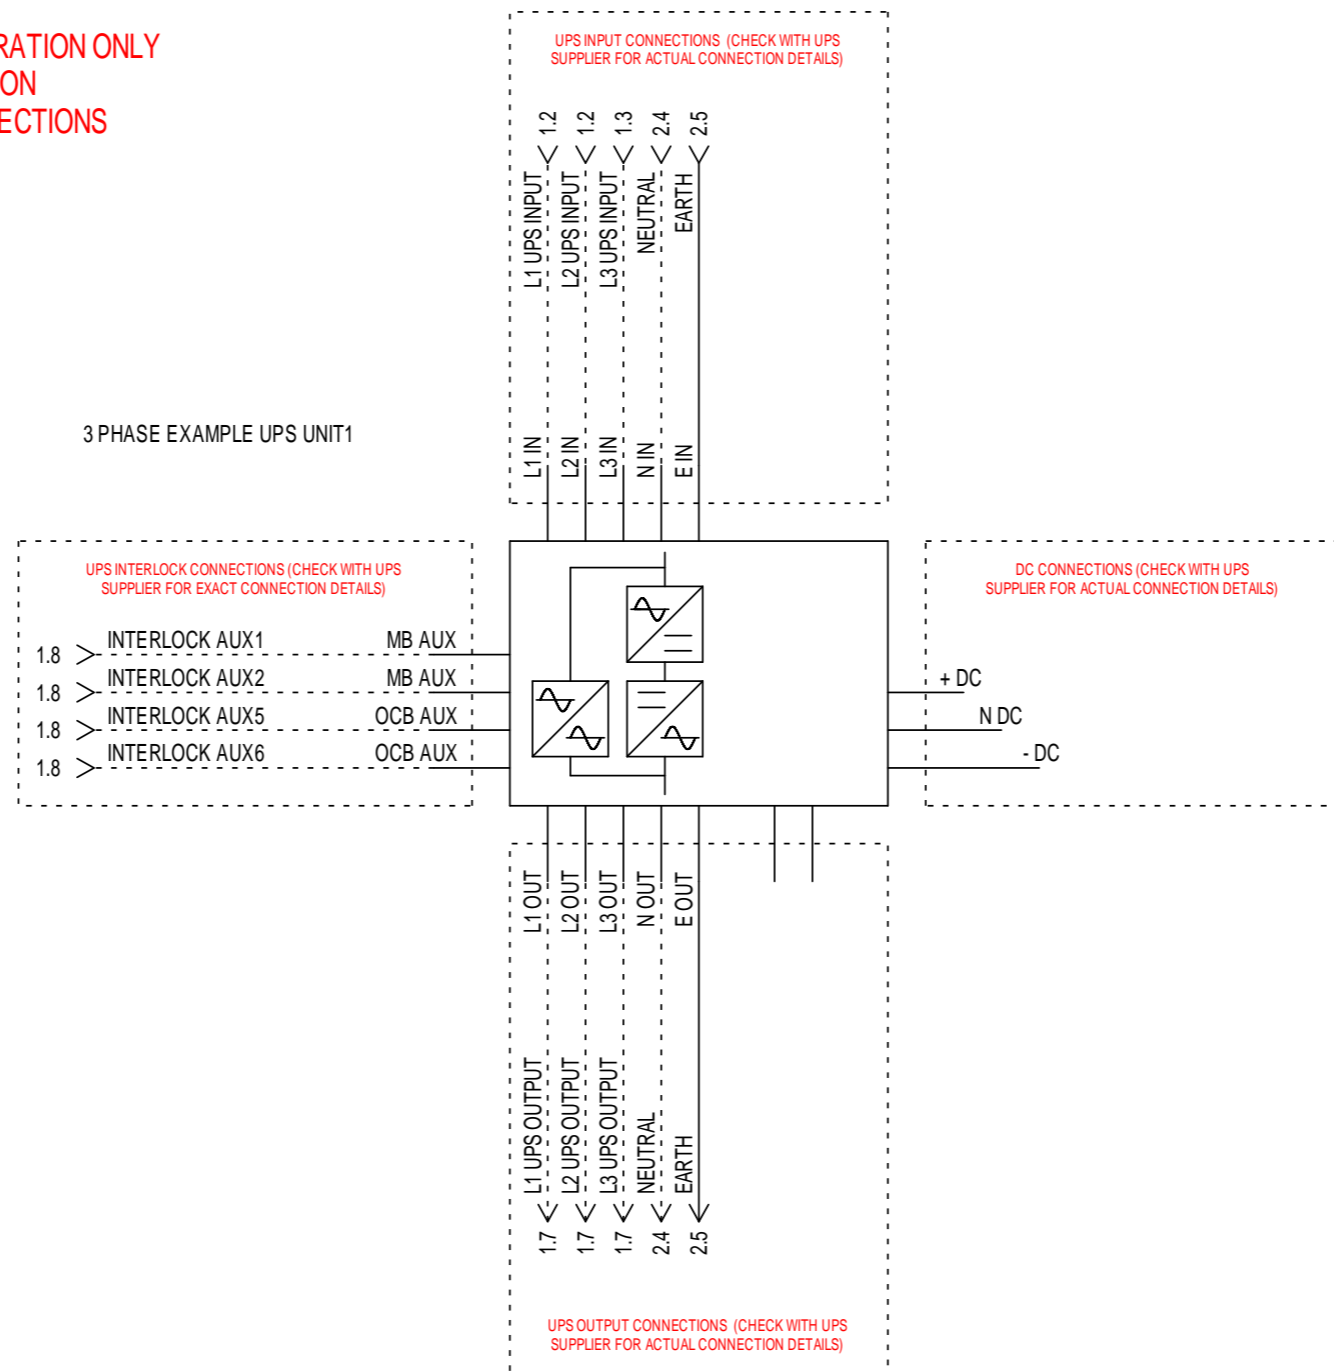 RATION ONLY
ON
ECTIONS
UPS INPUT CONNECTIONS (CHECK WITH UPS
SUPPLIER FOR ACTUAL CONNECTION DETAILS)
1.2
1.2
1.3
2.4
2.5
L1 UPS INPUT
L2 UPS INPUT
L3 UPS INPUT
NEUTRAL
EARTH
3 PHASE EXAMPLE UPS UNIT1
L1 IN
L2 IN
L3 IN
N IN
E IN
UPS INTERLOCK CONNECTIONS (CHECK WITH UPS
SUPPLIER FOR EXACT CONNECTION DETAILS)
1.8 INTERLOCK AUX1 MB AUX
1.8 INTERLOCK AUX2 MB AUX
1.8 INTERLOCK AUX5 OCB AUX
1.8 INTERLOCK AUX6 OCB AUX
DC CONNECTIONS (CHECK WITH UPS
SUPPLIER FOR ACTUAL CONNECTION DETAILS)
+ DC
N DC
- DC
L1 OUT
L2 OUT
L3 OUT
N OUT
E OUT
L1 UPS OUTPUT
L2 UPS OUTPUT
L3 UPS OUTPUT
NEUTRAL
EARTH
1.7
1.7
1.7
2.4
2.5
UPS OUTPUT CONNECTIONS (CHECK WITH UPS
SUPPLIER FOR ACTUAL CONNECTION DETAILS)